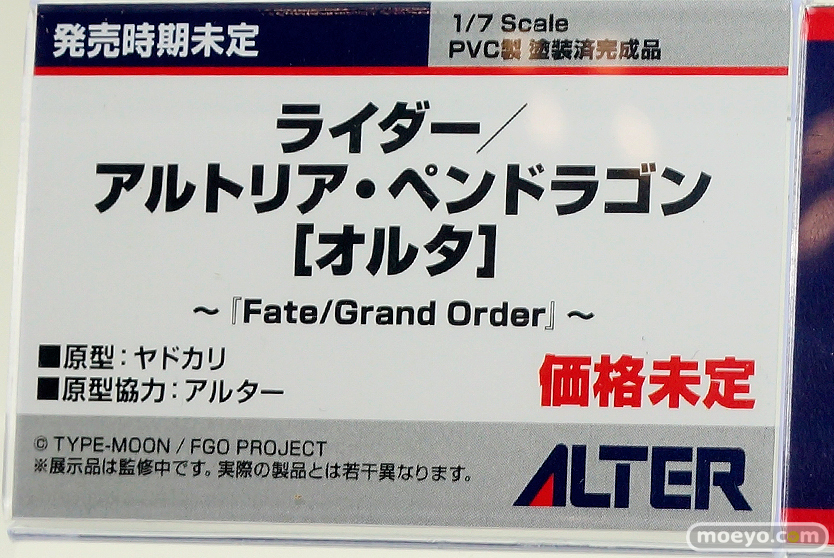 発売時期未定
1/7 Scale
PVC製 塗装済完成品
ライダー／
アルトリア・ペンドラゴン
[オルタ]
～『Fate/Grand Order』～
■原型：ヤドカリ
■原型協力：アルター
価格未定
© TYPE-MOON / FGO PROJECT
※展示品は監修中です。実際の製品とは若干異なります。
ALTER
moeyo.com